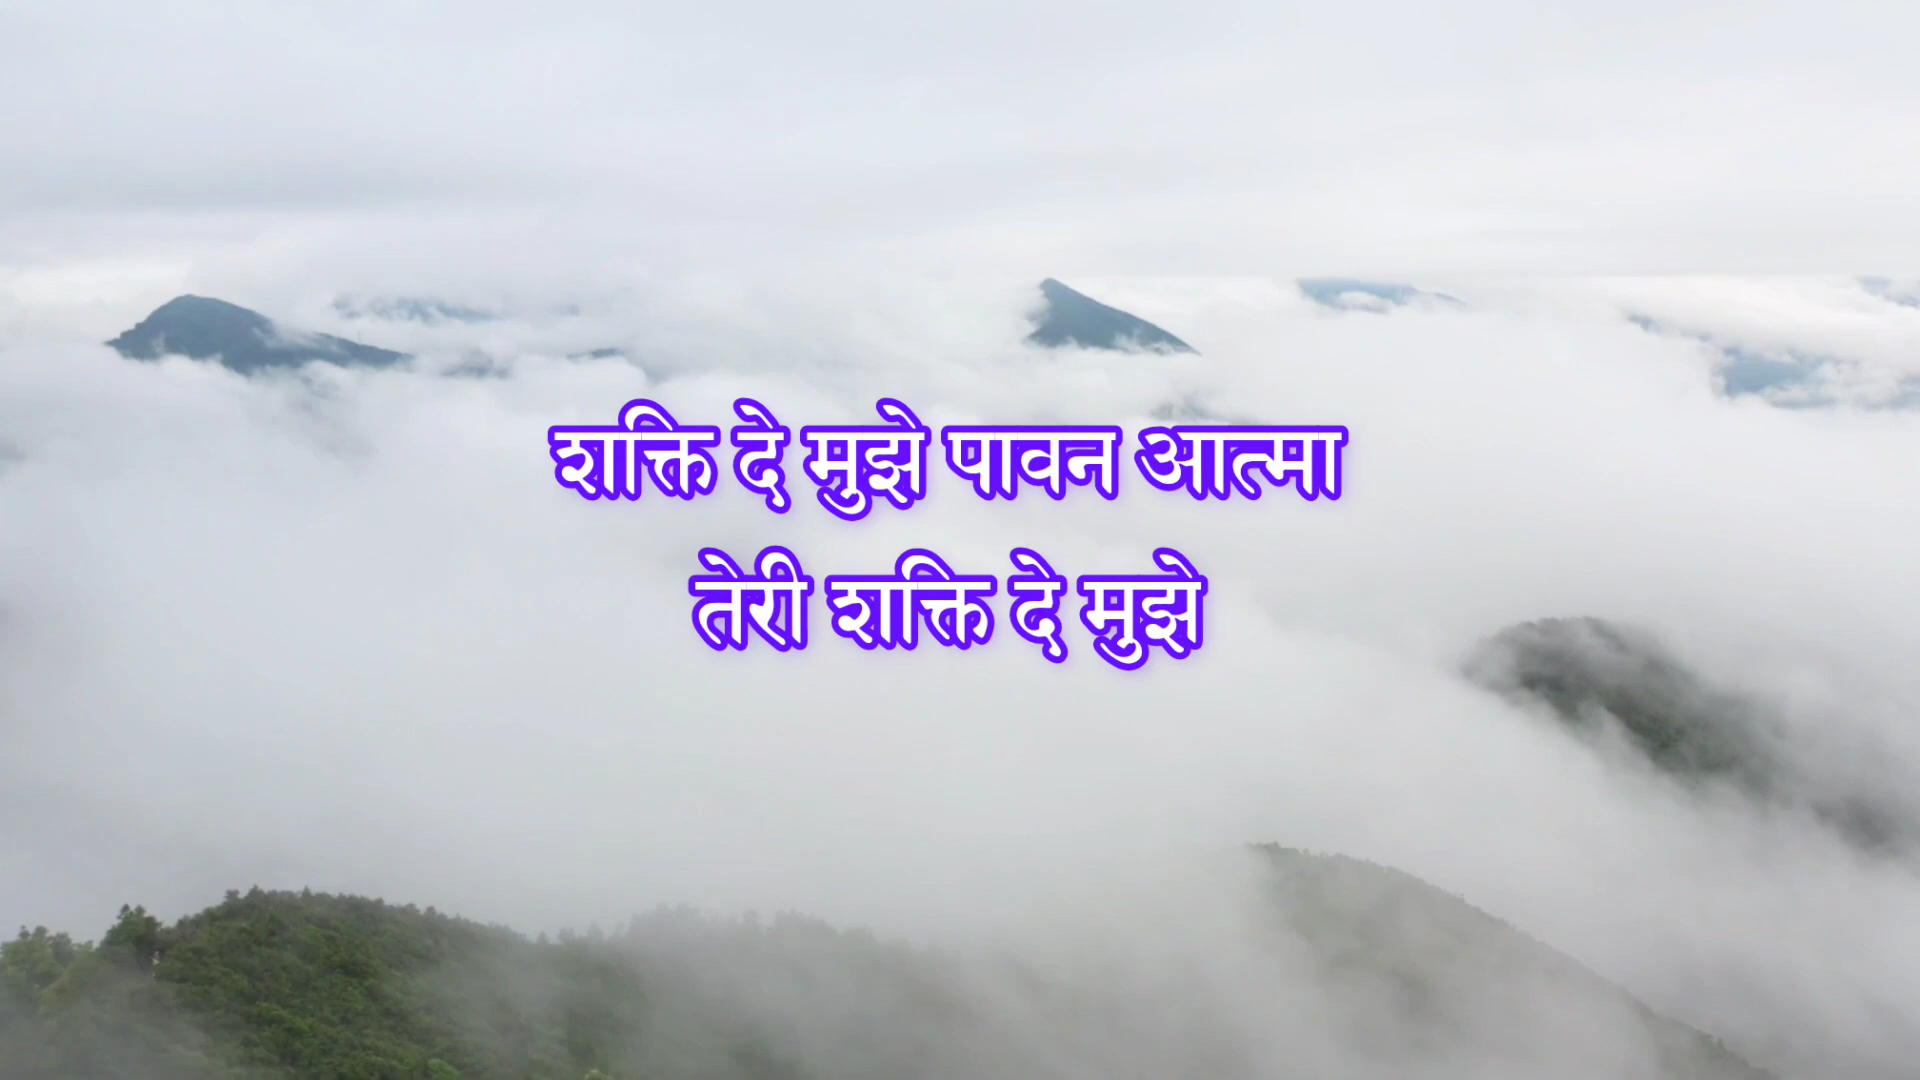 शक्ति दे मुझे पावन आत्मा
तेरी शक्ति दे मुझे